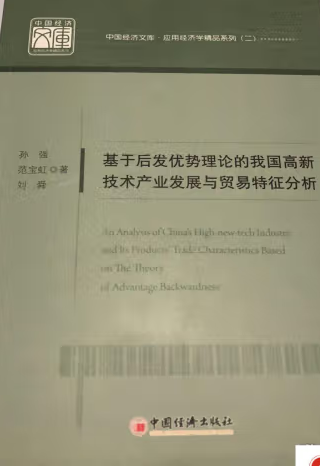 中国经济
文库
中国经济文库·应用经济学精品系列（二）
孙强
范宝虹◎著
刘舜
基于后发优势理论的我国高新
技术产业发展与贸易特征分析
An Analysis of China's High-new-tech Industry
and Its Products' Trade Characteristics Based
on The Theory
of Advantage Backwardness
中国经济出版社